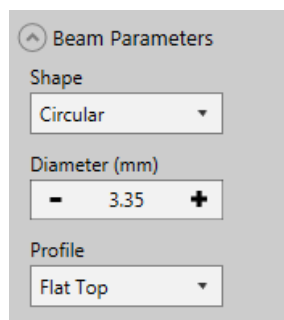 Beam Parameters
Shape
Circular
Diameter (mm)
- 3.35 +
Profile
Flat Top